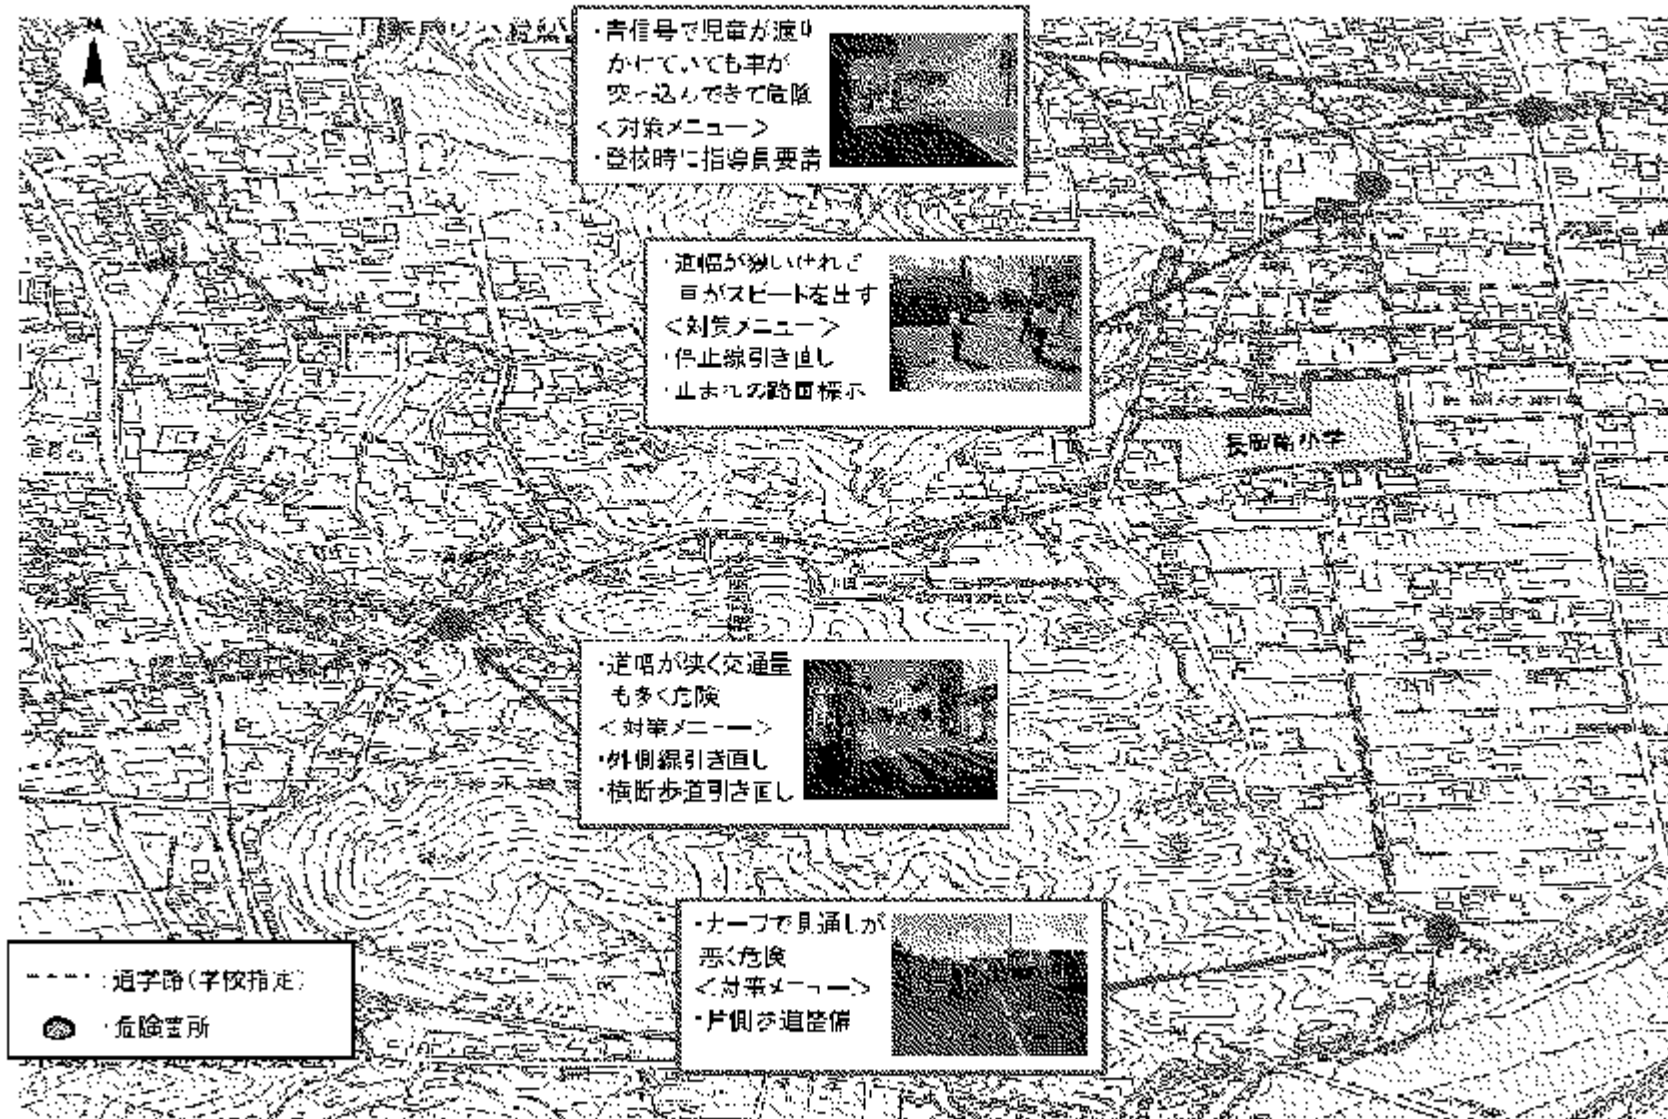 ・青信号で児童が渡り
かけていても車が
突っ込んできて危険
<対策メニュー>
・登校時に指導員要請
・道幅が狭いけれど
車がスピードを出す
<対策メニュー>
・停止線引き直し
・止まれの路面標示
長岡南小学
・道幅が狭く交通量
も多く危険
<対策メニュー>
・外側線引き直し
・横断歩道引き直し
・カーブで見通しが
悪く危険
<対策メニュー>
・片側歩道整備
:通学路(学校指定)
:危険箇所